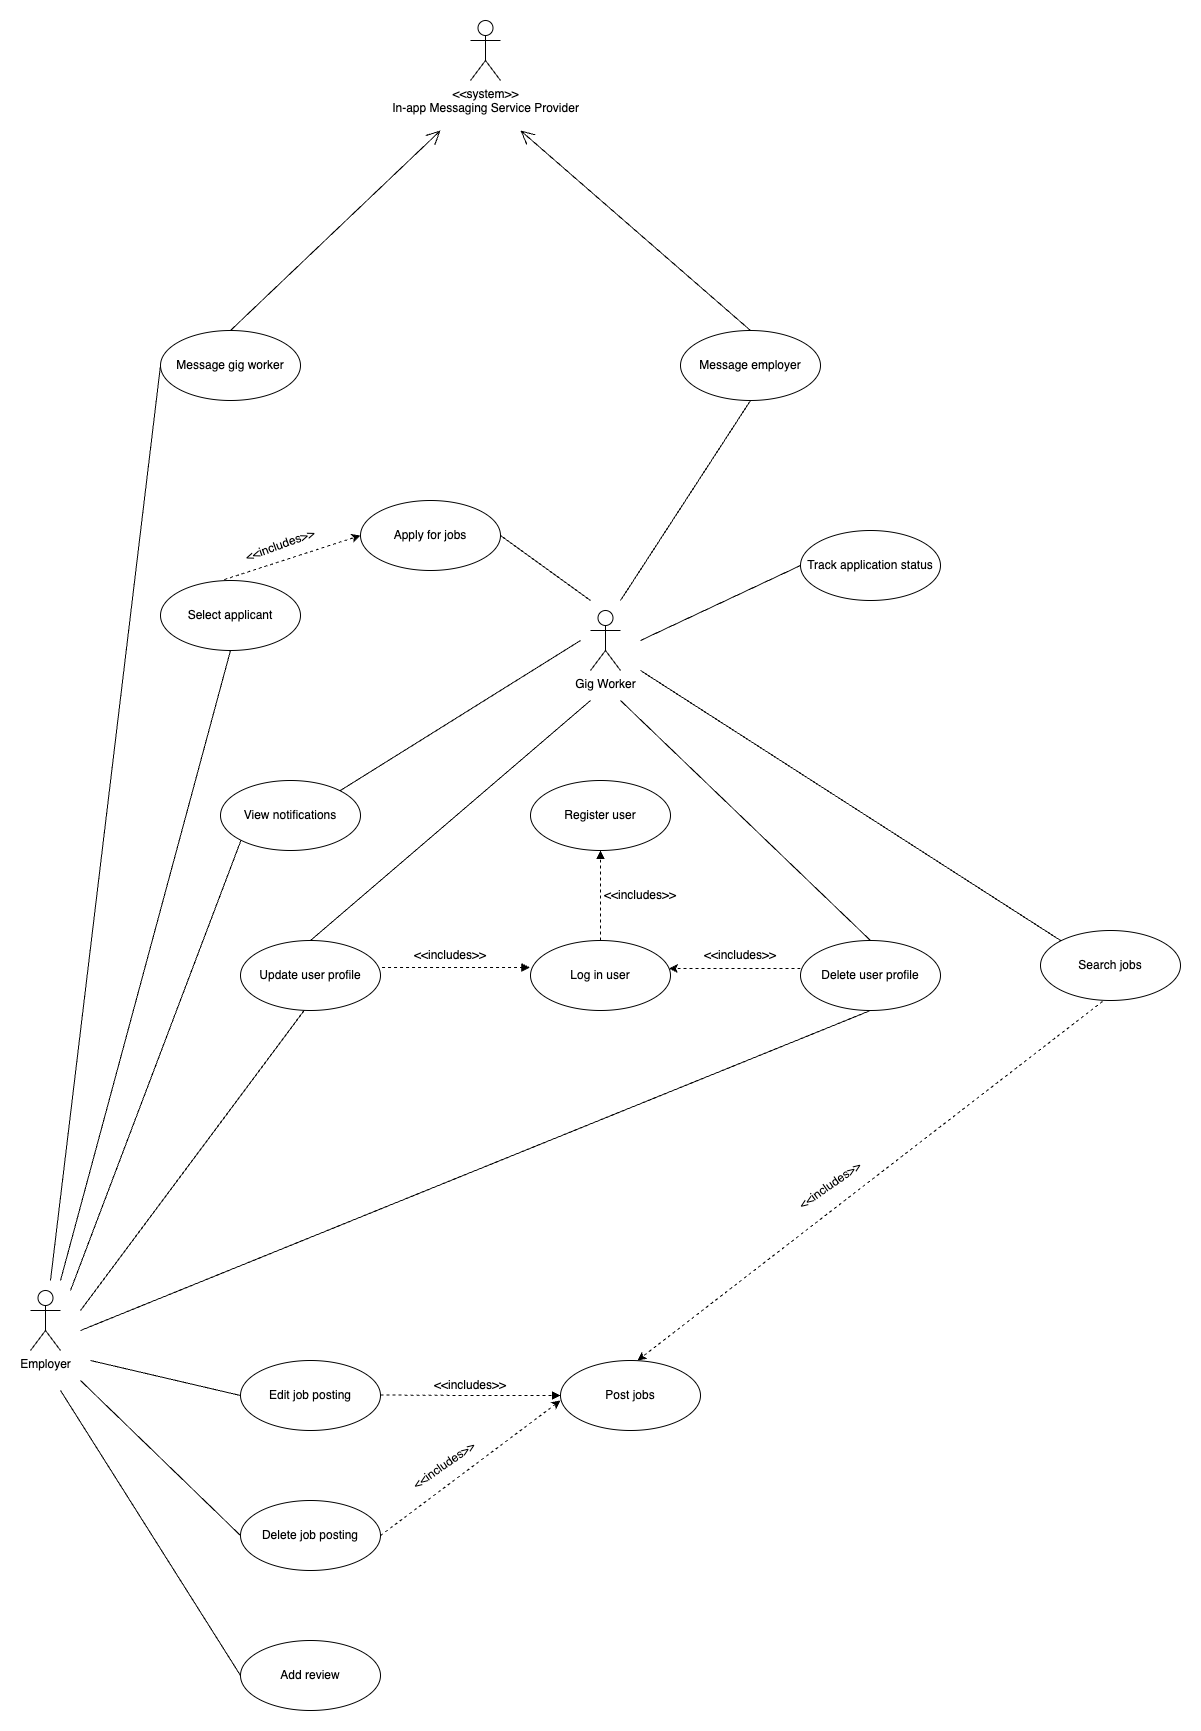 <<system>>
In-app Messaging Service Provider
Message gig worker
Message employer
Apply for jobs
<<includes>>
Track application status
Select applicant
Gig Worker
View notifications
Register user
<<includes>>
<<includes>>
<<includes>>
Update user profile
Log in user
Delete user profile
Search jobs
<<includes>>
Employer
<<includes>>
Edit job posting
Post jobs
<<includes>>
Delete job posting
Add review